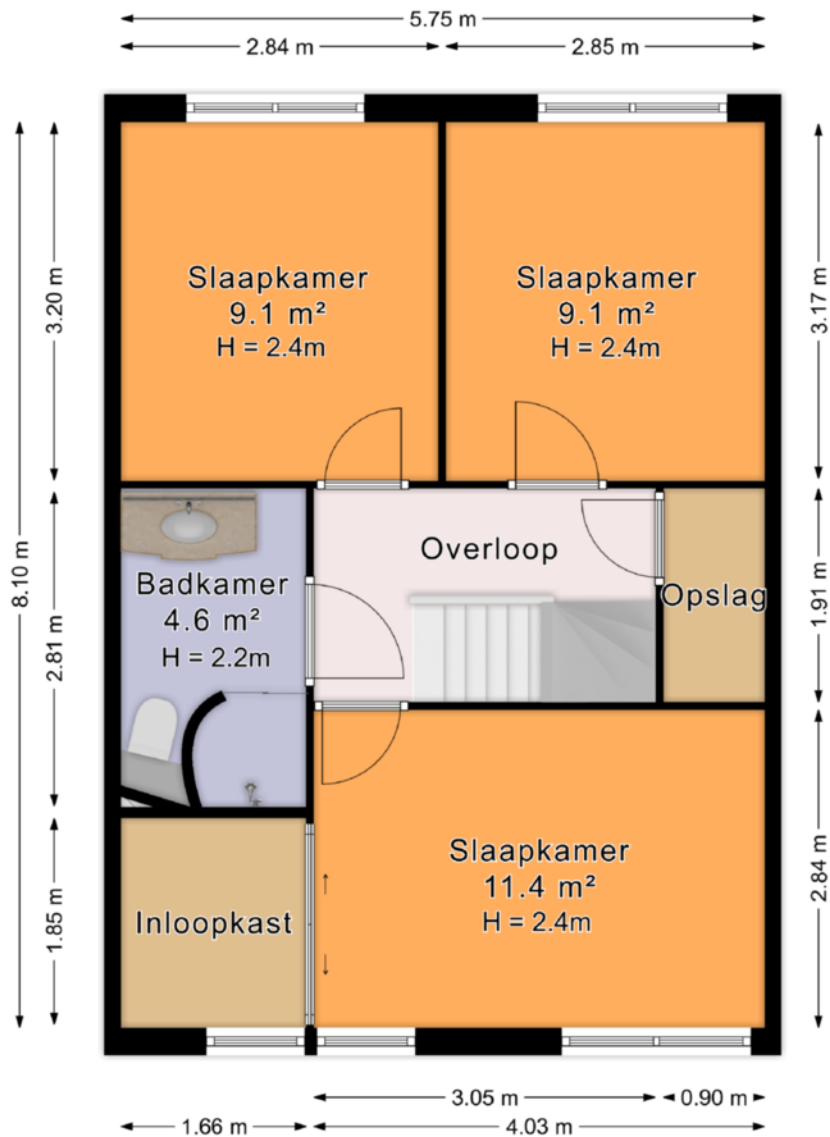 5.75 m
2.84 m
2.85 m
Slaapkamer
9.1 m²
H = 2.4m
Slaapkamer
9.1 m²
H = 2.4m
3.20 m
3.17 m
8.10 m
Overloop
Badkamer
4.6 m²
H = 2.2m
Opslag
2.81 m
1.91 m
Slaapkamer
11.4 m²
H = 2.4m
Inloopkast
1.85 m
2.84 m
3.05 m
0.90 m
1.66 m
4.03 m